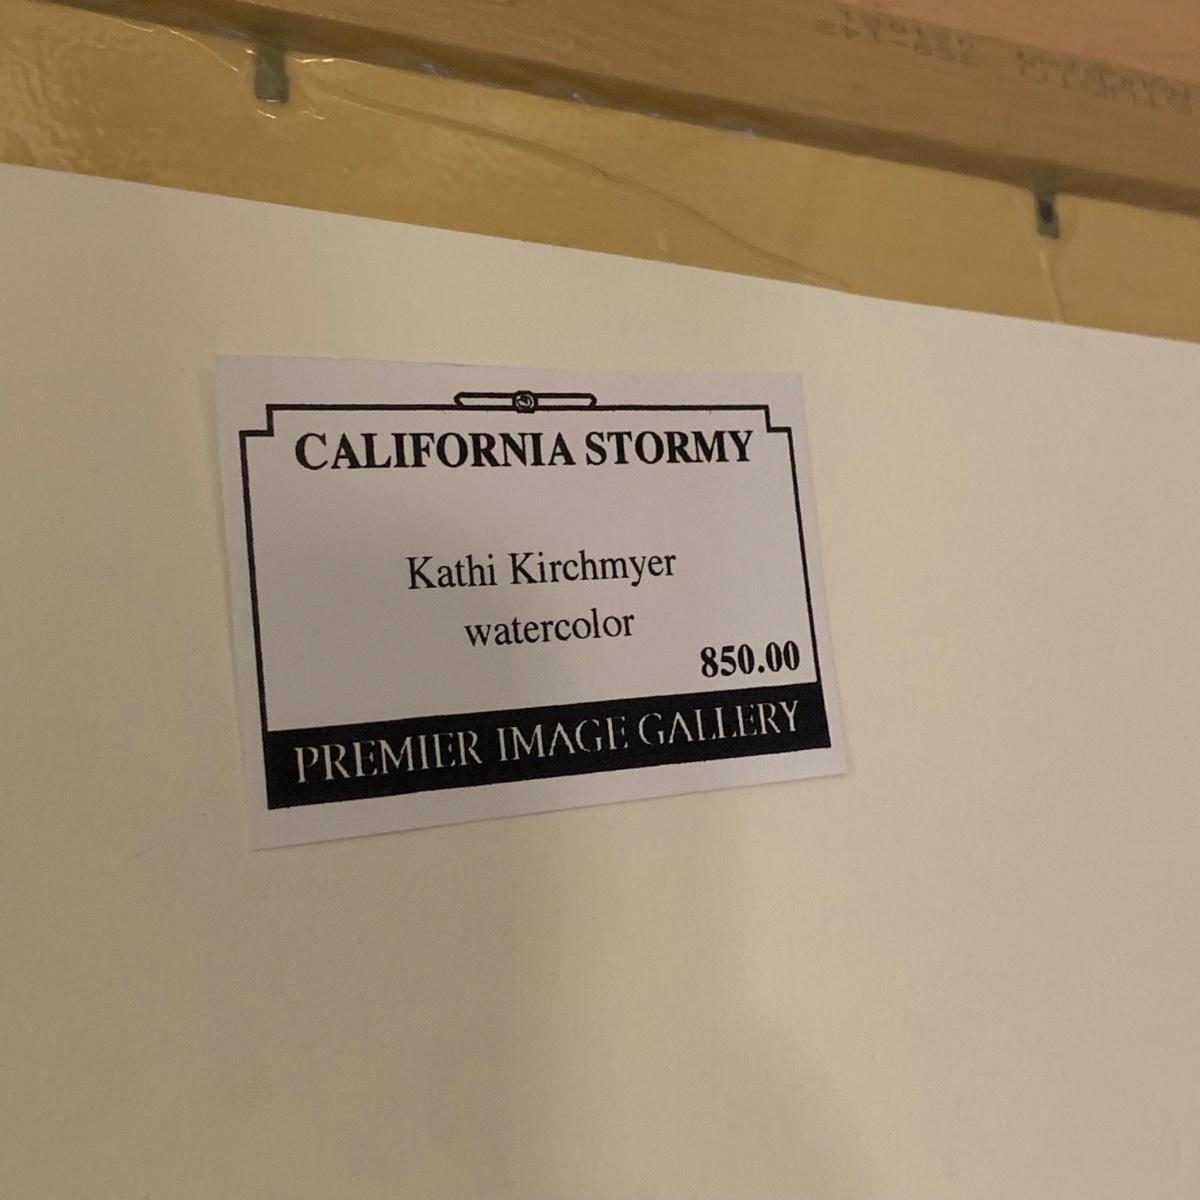 CALIFORNIA STORMY
Kathi Kirchmyer
watercolor
850.00
PREMIER IMAGE GALLERY